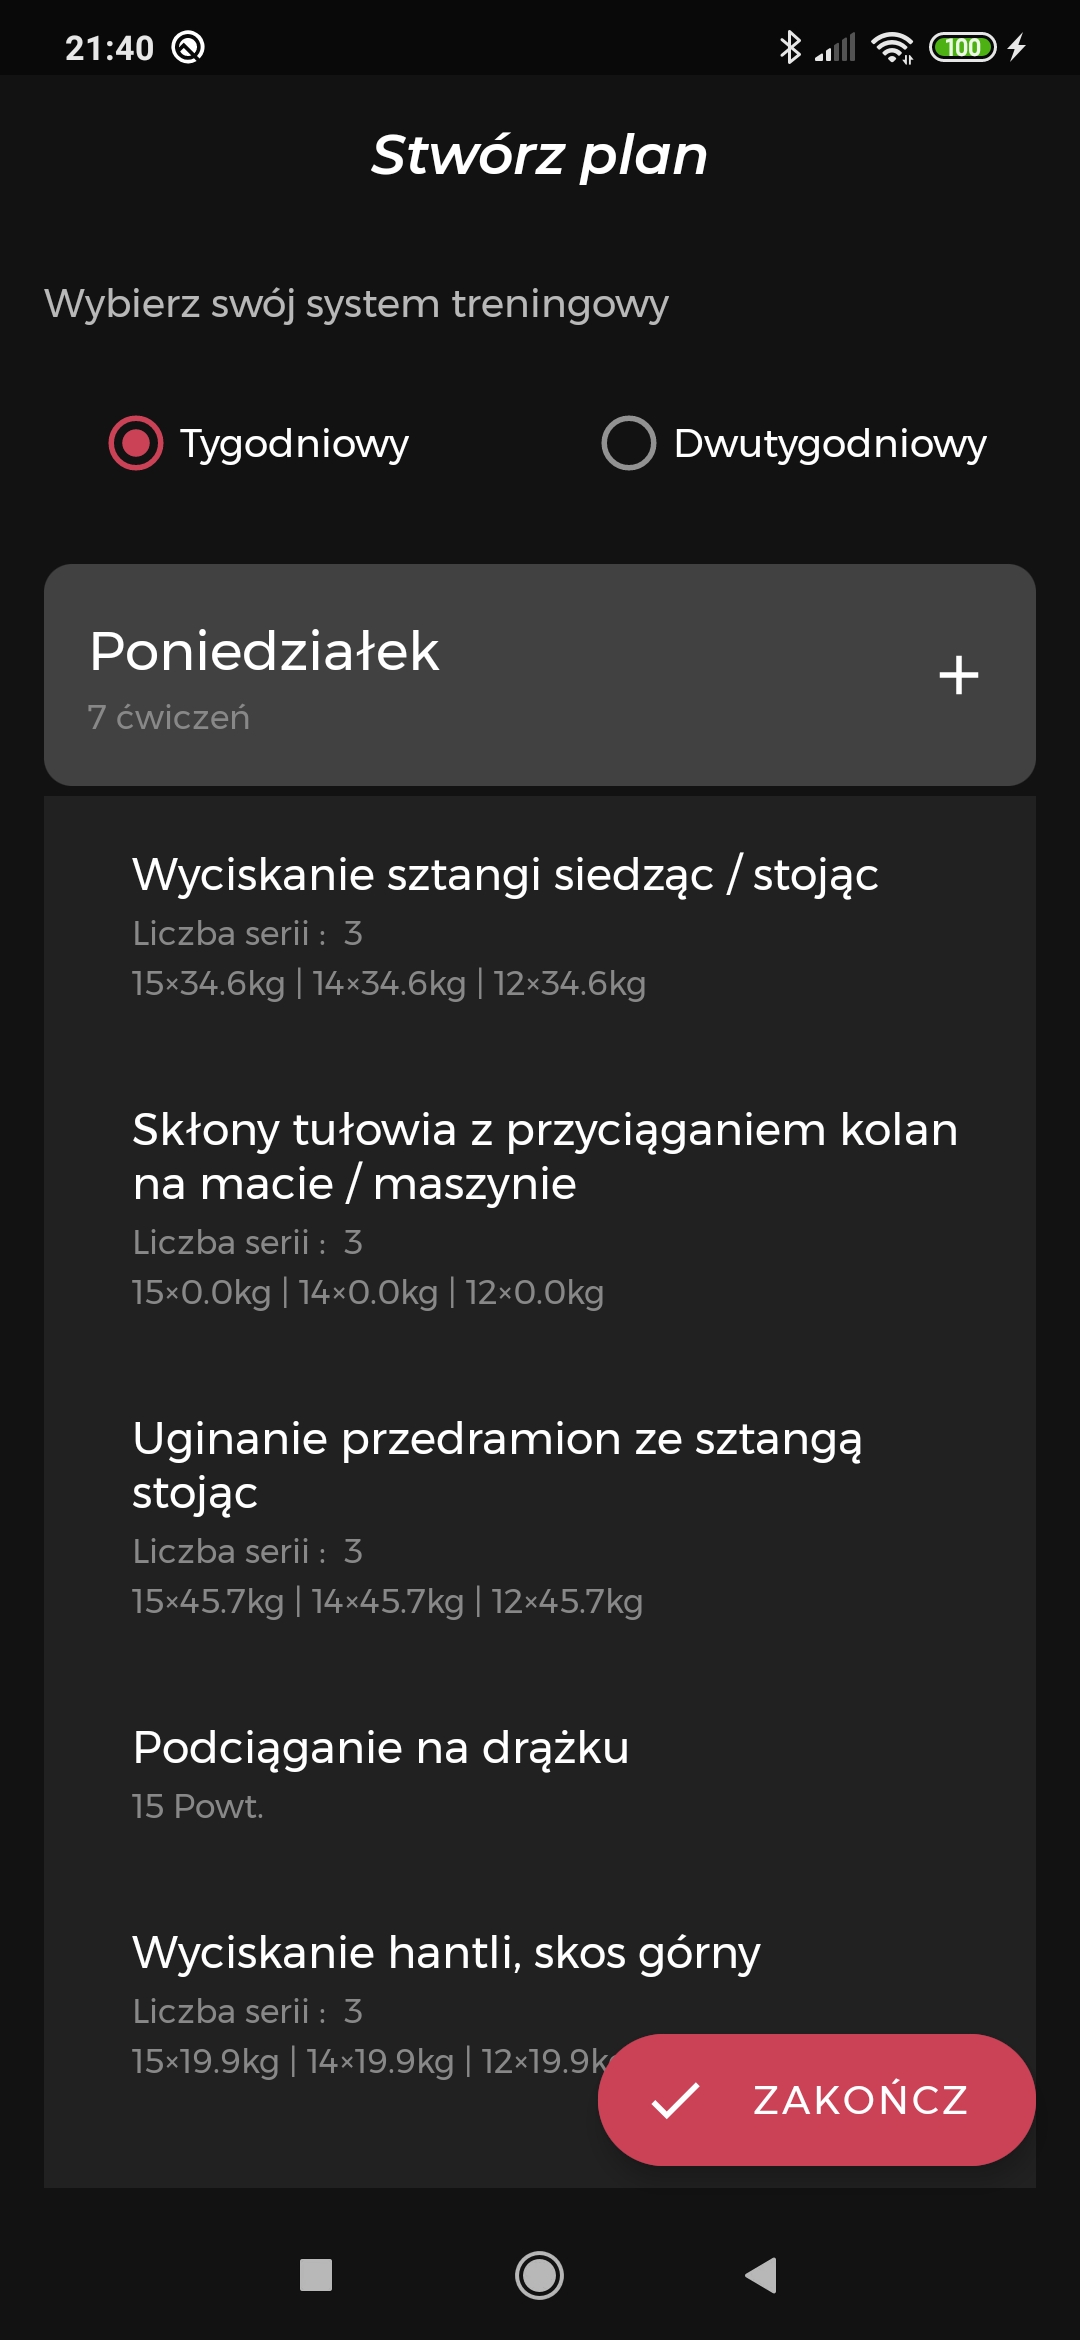 21:40
100
Stwórz plan
Wybierz swój system treningowy
Tygodniowy
Dwutygodniowy
Poniedziałek
7 ćwiczeń
Wyciskanie sztangi siedząc / stojąc
Liczba serii : 3
15×34.6kg | 14×34.6kg | 12×34.6kg
Skłony tułowia z przyciąganiem kolan
na macie / maszynie
Liczba serii : 3
15×0.0kg | 14×0.0kg | 12×0.0kg
Uginanie przedramion ze sztangą
stojąc
Liczba serii : 3
15×45.7kg | 14×45.7kg | 12×45.7kg
Podciąganie na drążku
15 Powt.
Wyciskanie hantli, skos górny
Liczba serii : 3
15×19.9kg | 14×19.9kg | 12×19.9k
ZAKOŃCZ